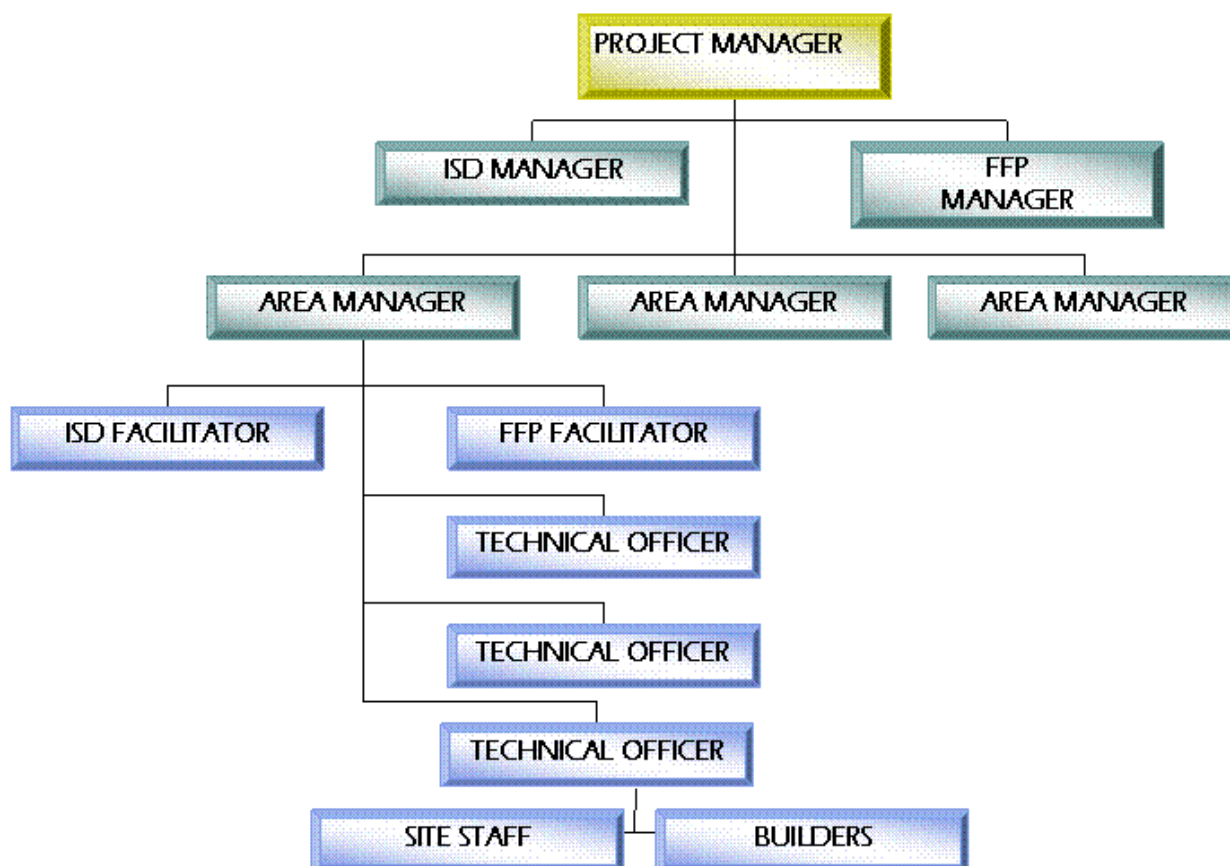 PROJECT MANAGER
ISD MANAGER
FFP
MANAGER
AREA MANAGER
AREA MANAGER
AREA MANAGER
ISD FACILITATOR
FFP FACILITATOR
TECHNICAL OFFICER
TECHNICAL OFFICER
TECHNICAL OFFICER
SITE STAFF
BUILDERS